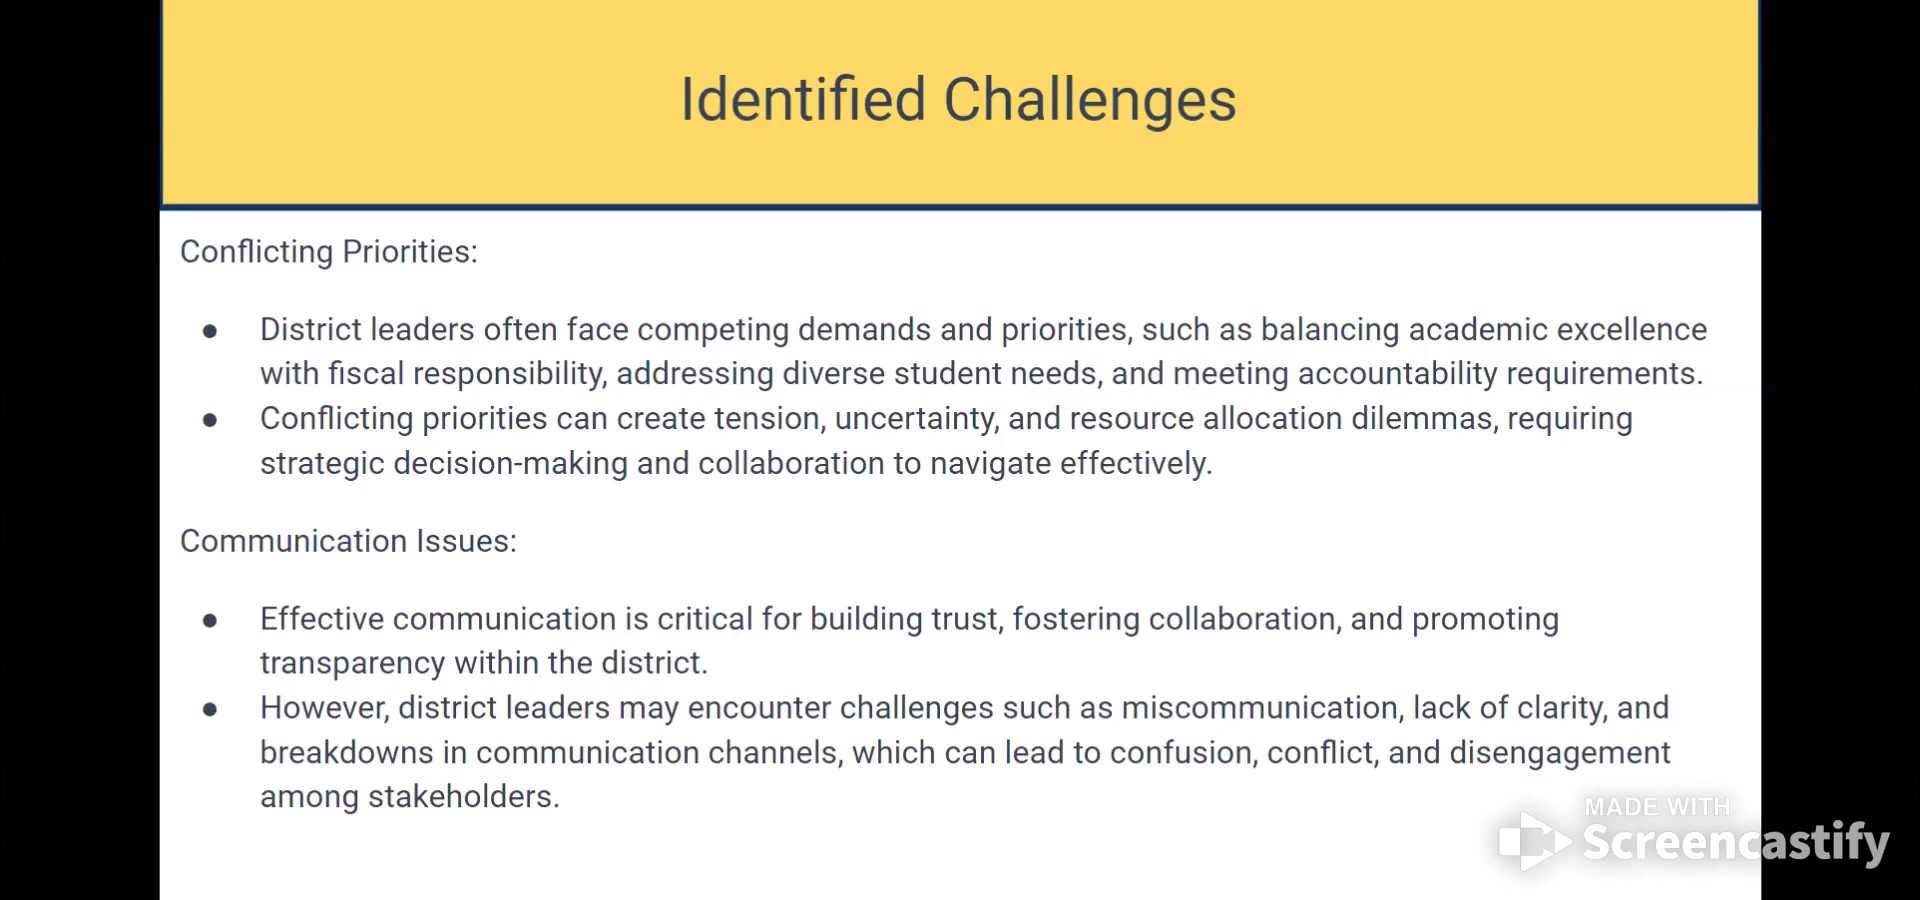 Identified Challenges
Conflicting Priorities:
● District leaders often face competing demands and priorities, such as balancing academic excellence
with fiscal responsibility, addressing diverse student needs, and meeting accountability requirements.
● Conflicting priorities can create tension, uncertainty, and resource allocation dilemmas, requiring
strategic decision-making and collaboration to navigate effectively.
Communication Issues:
● Effective communication is critical for building trust, fostering collaboration, and promoting
transparency within the district.
● However, district leaders may encounter challenges such as miscommunication, lack of clarity, and
breakdowns in communication channels, which can lead to confusion, conflict, and disengagement
among stakeholders.
MADE WITH
Screencastify